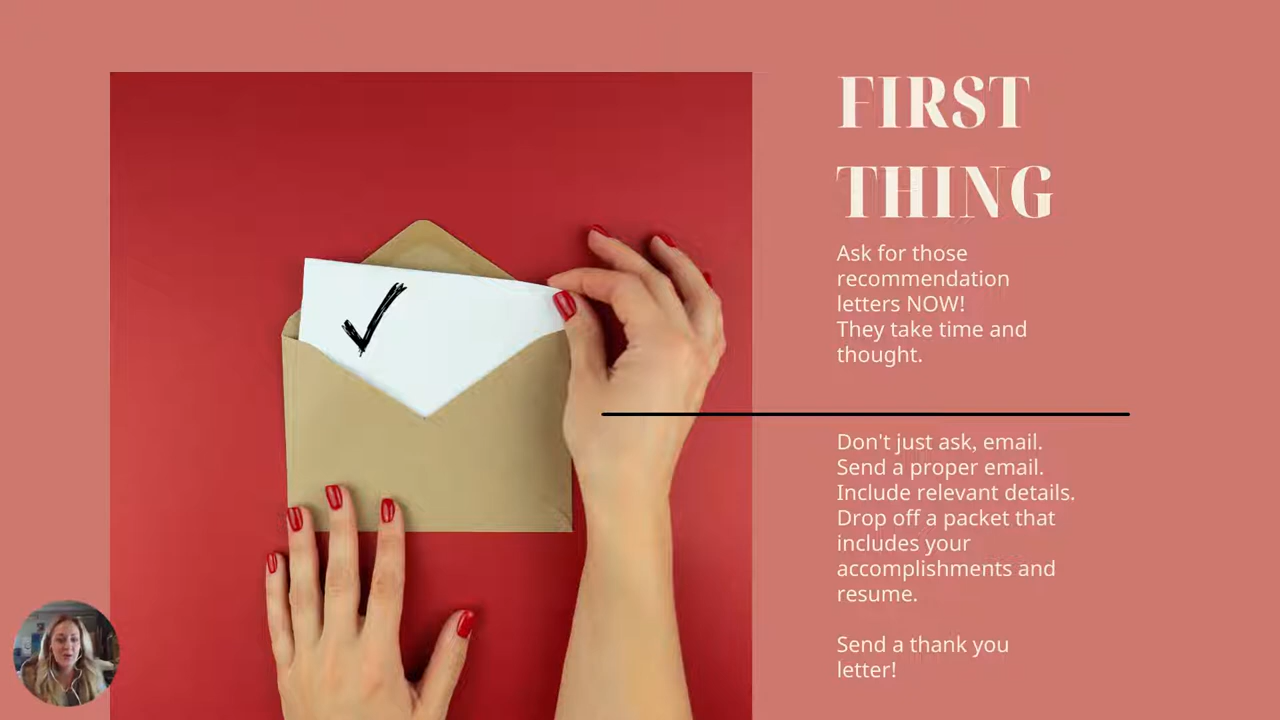 FIRST
THING
Ask for those
recommendation
letters NOW!
They take time and
thought.
Don't just ask, email.
Send a proper email.
Include relevant details.
Drop off a packet that
includes your
accomplishments and
resume.
Send a thank you
letter!